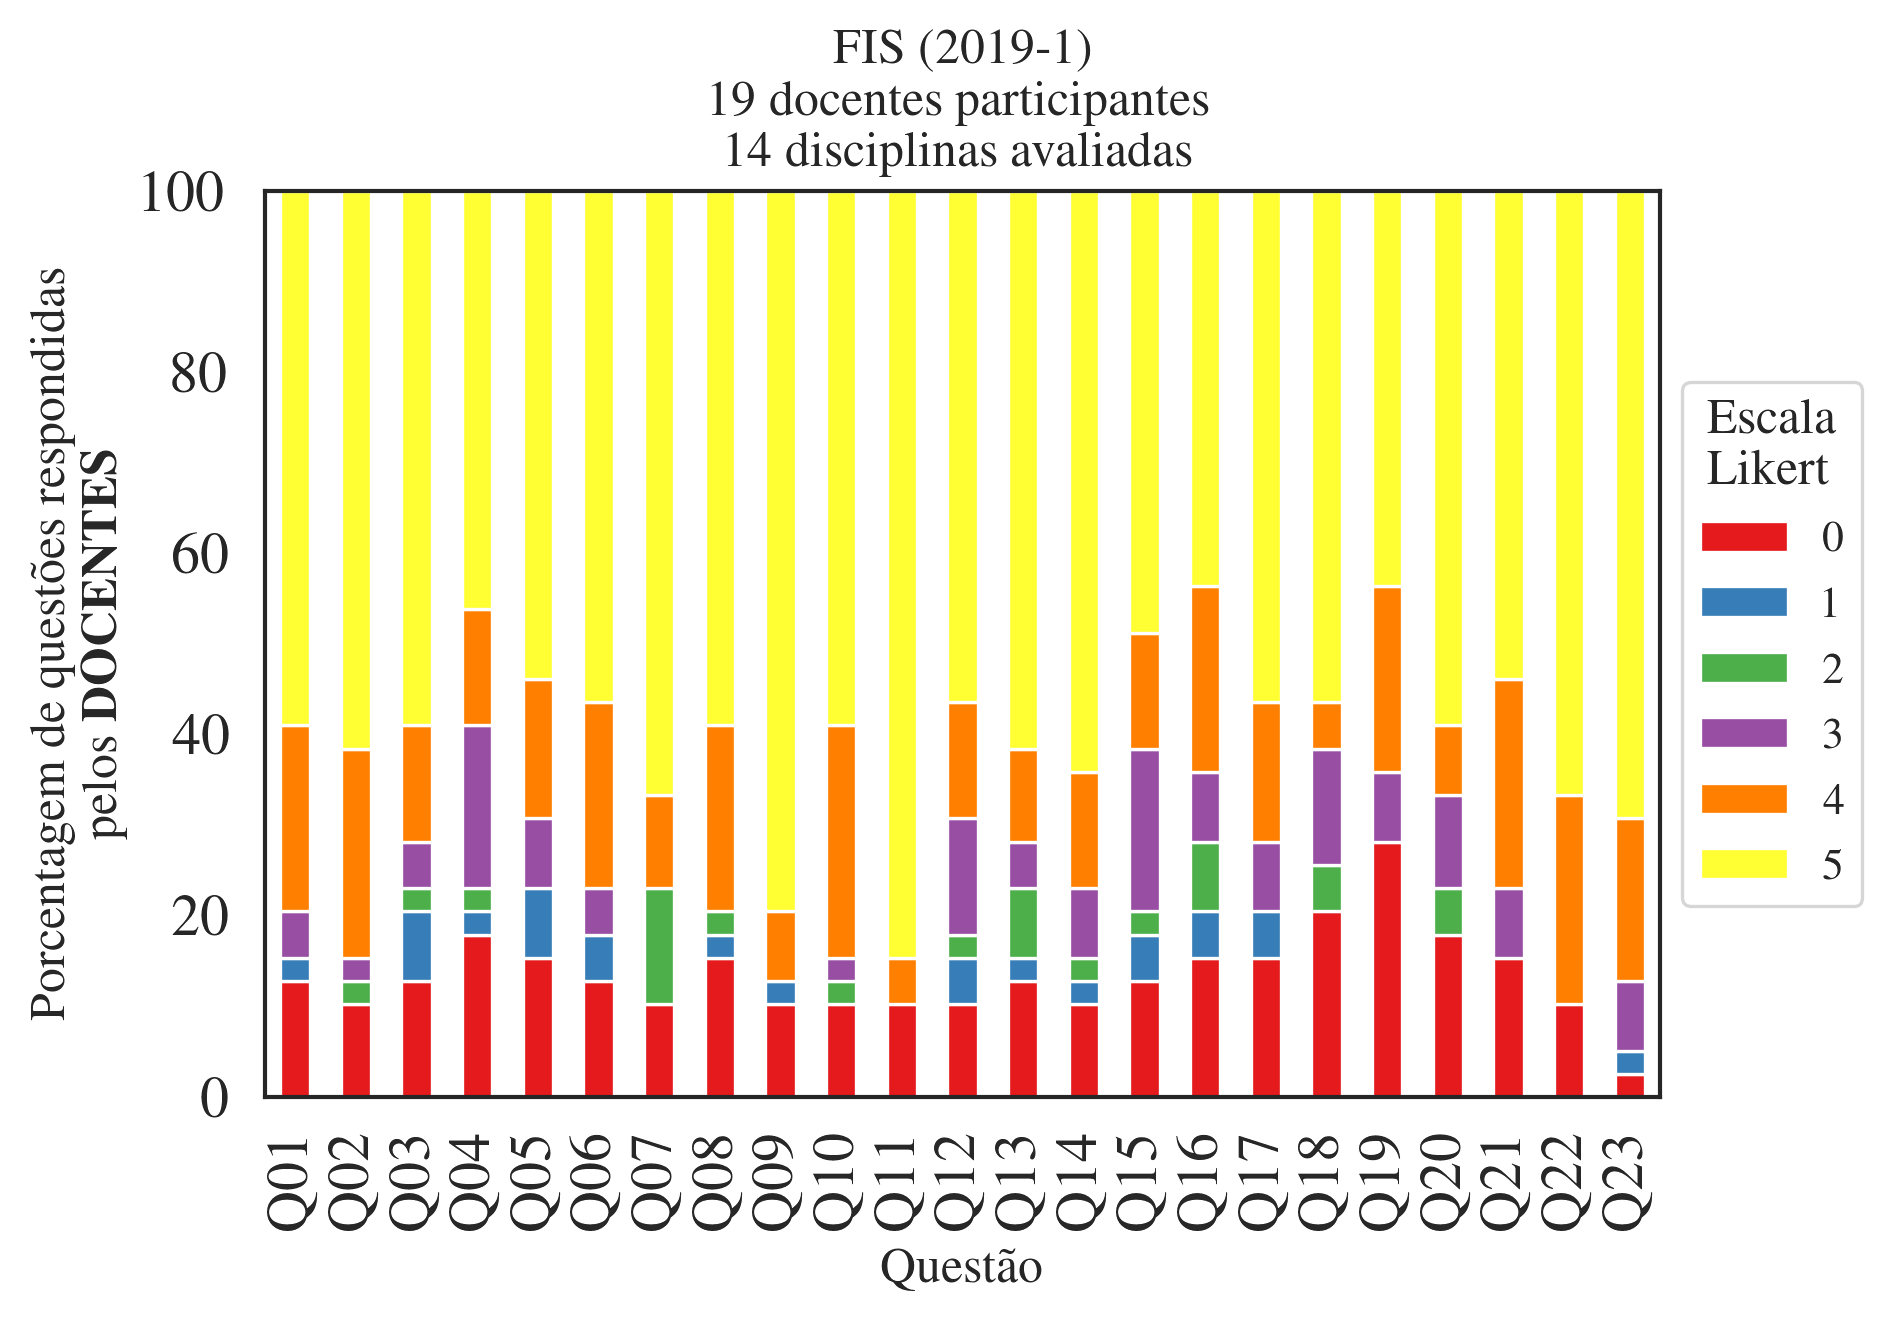 FIS (2019-1)
19 docentes participantes
14 disciplinas avaliadas
Porcentagem de questões respondidas
pelos DOCENTES
100
80
60
40
20
0
Q01 Q02 Q03 Q04 Q05 Q06 Q07 Q08 Q09 Q10 Q11 Q12 Q13 Q14 Q15 Q16 Q17 Q18 Q19 Q20 Q21 Q22 Q23
Questão
Escala
Likert
0
1
2
3
4
5